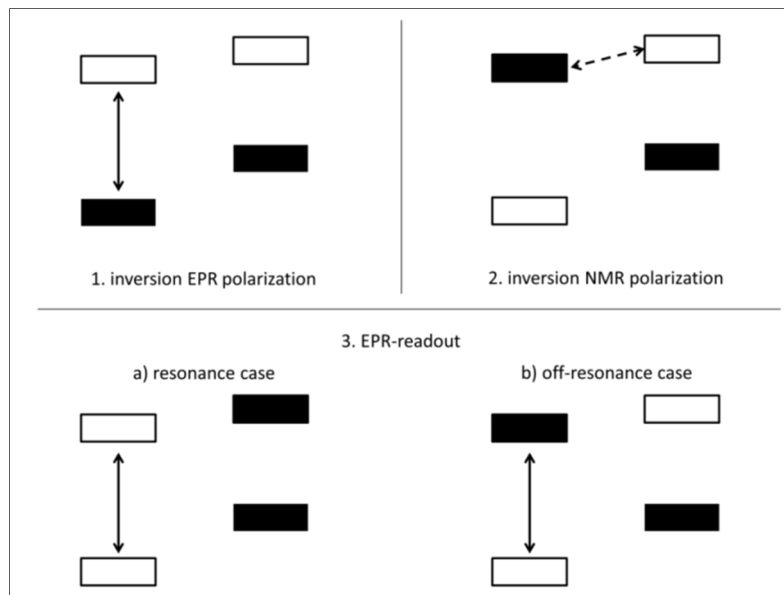 1. inversion EPR polarization
2. inversion NMR polarization
3. EPR-readout
a) resonance case
b) off-resonance case